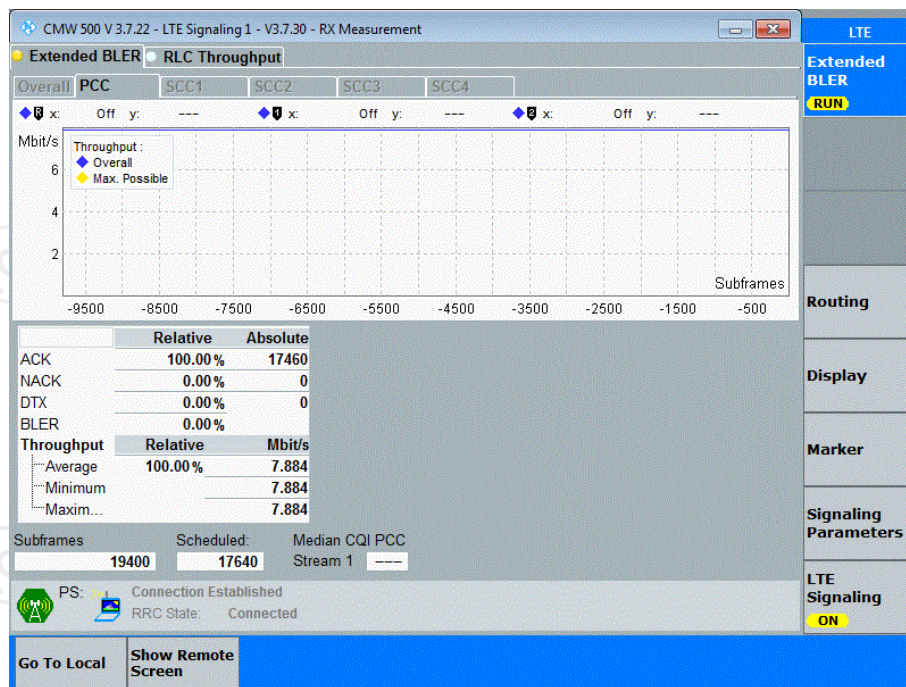 CMW 500 V 3.7.22 - LTE Signaling 1 - V3.7.30 - RX Measurement
LTE
Extended BLER RLC Throughput
Extended BLER
RUN
Overall PCC SCC1 SCC2 SCC3 SCC4
R x: Off y: --- 1 x: Off y: --- 2 x: Off y: ---
Mbit/s
Throughput :
Overall
Max. Possible
6
4
2
Subframes
-9500 -8500 -7500 -6500 -5500 -4500 -3500 -2500 -1500 -500
Routing
Relative Absolute
ACK 100.00 % 17460
NACK 0.00 % 0
DTX 0.00 % 0
BLER 0.00 %
Display
Throughput Relative Mbit/s
Average 100.00 % 7.884
Minimum 7.884
Maxim... 7.884
Marker
Signaling Parameters
Subframes Scheduled: Median CQI PCC
19400 17640 Stream 1 ---
PS: Connection Established
RRC State: Connected
LTE Signaling
ON
Go To Local
Show Remote Screen